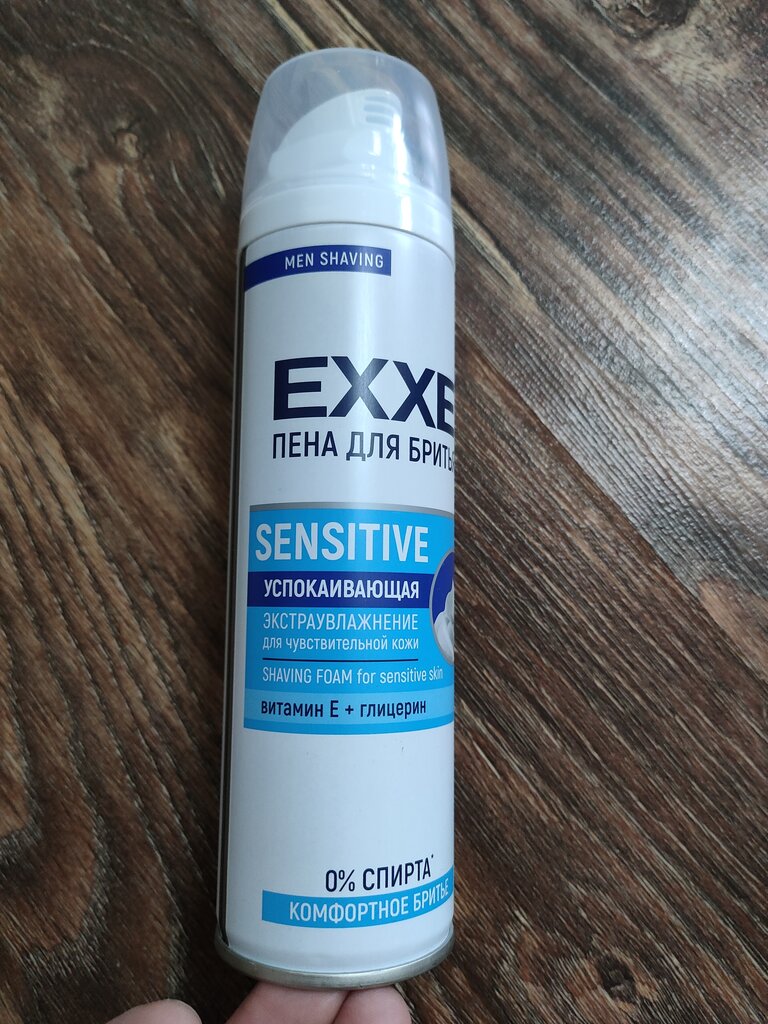 MEN SHAVING
EXXE
ПЕНА ДЛЯ БРИТЬ
SENSITIVE
УСПОКАИВАЮЩАЯ
ЭКСТРАУВЛАЖНЕНИЕ
для чувствительной кожи
SHAVING FOAM for sensitive skin
витамин Е + глицерин
0% СПИРТА*
КОМФОРТНОЕ БРИТЬЕ